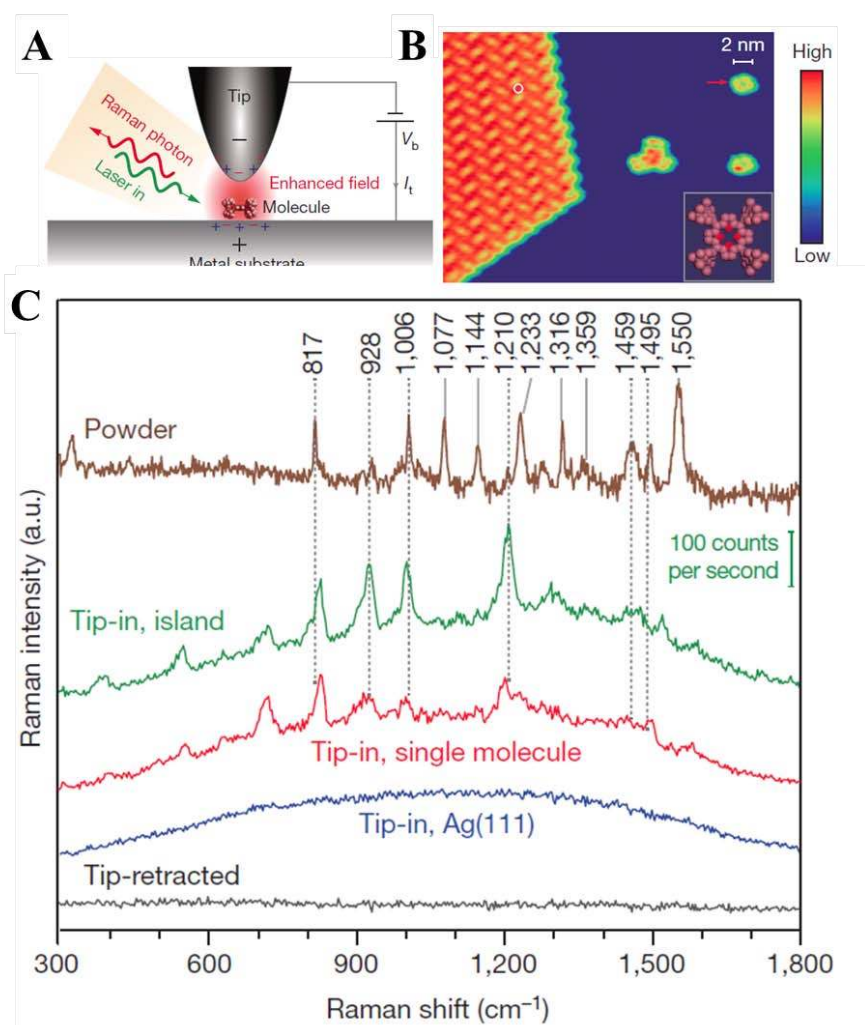 A
Tip
−
Raman photon
Laser in
Enhanced field
Molecule
Metal substrate
+
Vb
It
B
2 nm
High
Low
C
817
928
1,006
1,077
1,144
1,210
1,233
1,316
1,359
1,459
1,495
1,550
Powder
100 counts
per second
Tip-in, island
Tip-in, single molecule
Tip-in, Ag(111)
Tip-retracted
Raman intensity (a.u.)
300
600
900
1,200
1,500
1,800
Raman shift (cm⁻¹)